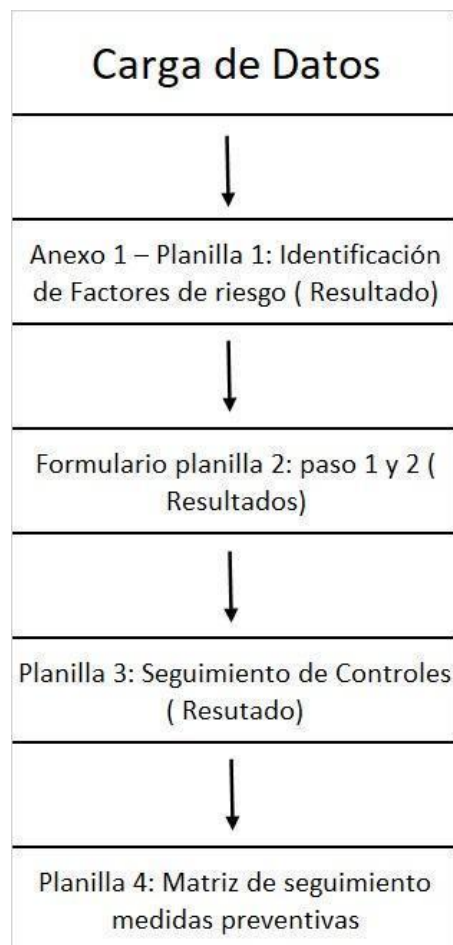 Carga de Datos
Anexo 1 – Planilla 1: Identificación
de Factores de riesgo ( Resultado)
Formulario planilla 2: paso 1 y 2 (
Resultados)
Planilla 3: Seguimiento de Controles
( Resutado)
Planilla 4: Matriz de seguimiento
medidas preventivas